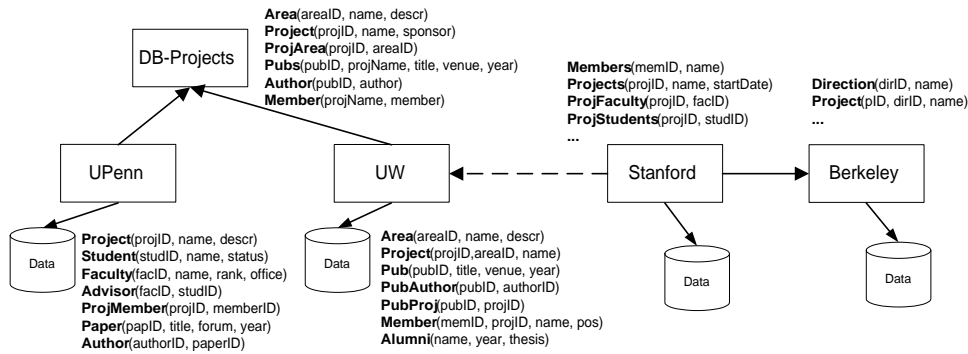 DB-Projects
Area(areaID, name, descr)
Project(projID, name, sponsor)
ProjArea(projID, areaID)
Pubs(pubID, projName, title, venue, year)
Author(pubID, author)
Member(projName, member)
Members(memID, name)
Projects(projID, name, startDate)
ProjFaculty(projID, facID)
ProjStudents(projID, studID)
...
Direction(dirID, name)
Project(pID, dirID, name)
...
UPenn
UW
Stanford
Berkeley
Data
Project(projID, name, descr)
Student(studID, name, status)
Faculty(facID, name, rank, office)
Advisor(facID, studID)
ProjMember(projID, memberID)
Paper(papID, title, forum, year)
Author(authorID, paperID)
Data
Area(areaID, name, descr)
Project(projID,areaID, name)
Pub(pubID, title, venue, year)
PubAuthor(pubID, authorID)
PubProj(pubID, projID)
Member(memID, projID, name, pos)
Alumni(name, year, thesis)
Data
Data